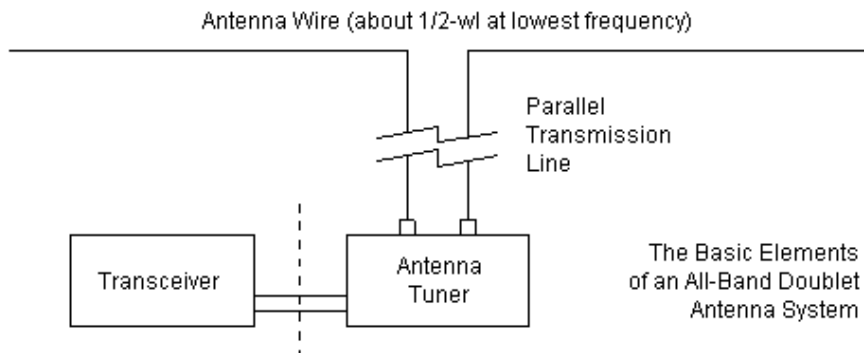 Antenna Wire (about 1/2-wl at lowest frequency)
Parallel
Transmission
Line
Transceiver
Antenna
Tuner
The Basic Elements
of an All-Band Doublet
Antenna System